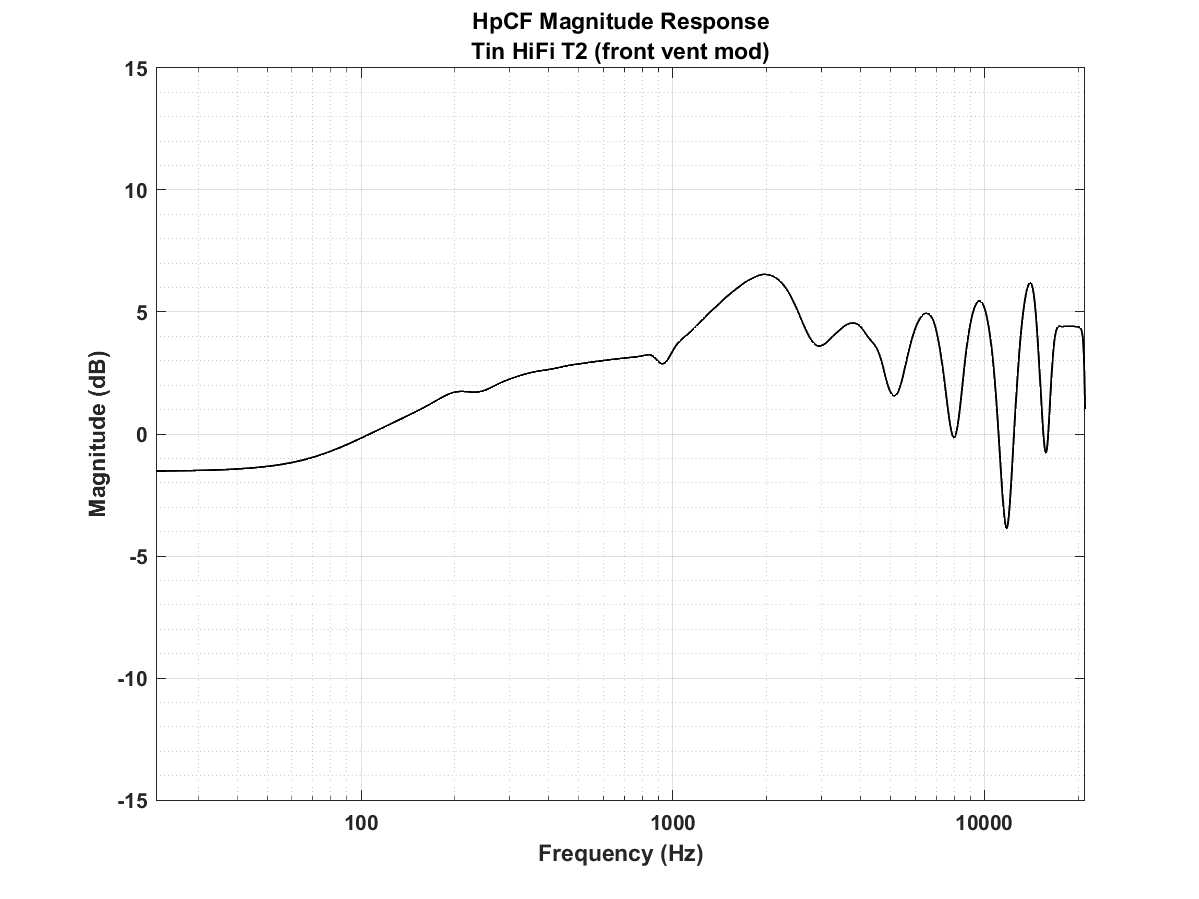 HpCF Magnitude Response
Tin HiFi T2 (front vent mod)
15
10
5
0
-5
-10
-15
Magnitude (dB)
100
1000
10000
Frequency (Hz)